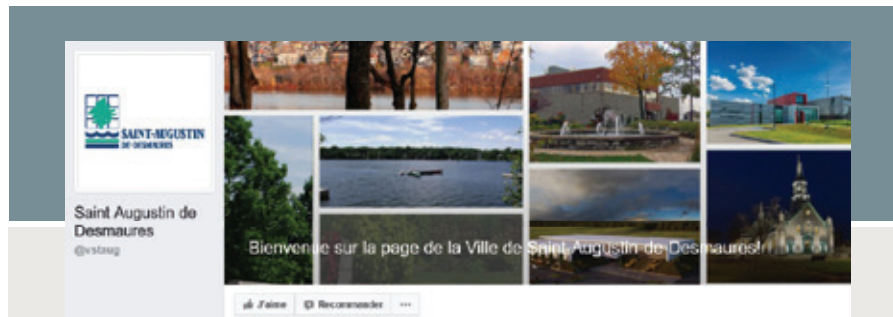 SAINT-AUGUSTIN
DE-DESMAURES
Saint Augustin de
Desmaures
@vstaug
Bienvenue sur la page de la Ville de Saint-Augustin-de-Desmaures!
J'aime
Recommander
...